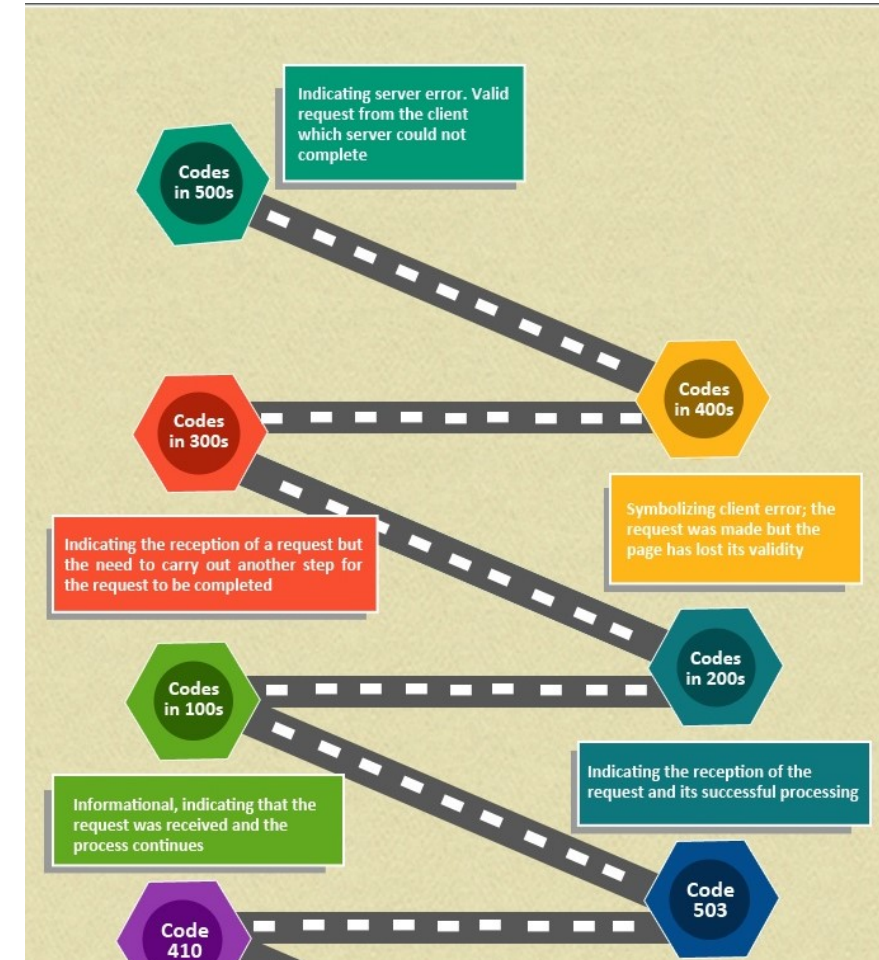 Indicating server error. Valid
request from the client
which server could not
complete
Codes
in 500s
Codes
in 400s
Codes
in 300s
Symbolizing client error; the
request was made but the
page has lost its validity
Indicating the reception of a request but
the need to carry out another step for
the request to be completed
Codes
in 200s
Codes
in 100s
Indicating the reception of the
request and its successful processing
Informational, indicating that the
request was received and the
process continues
Code
503
Code
410